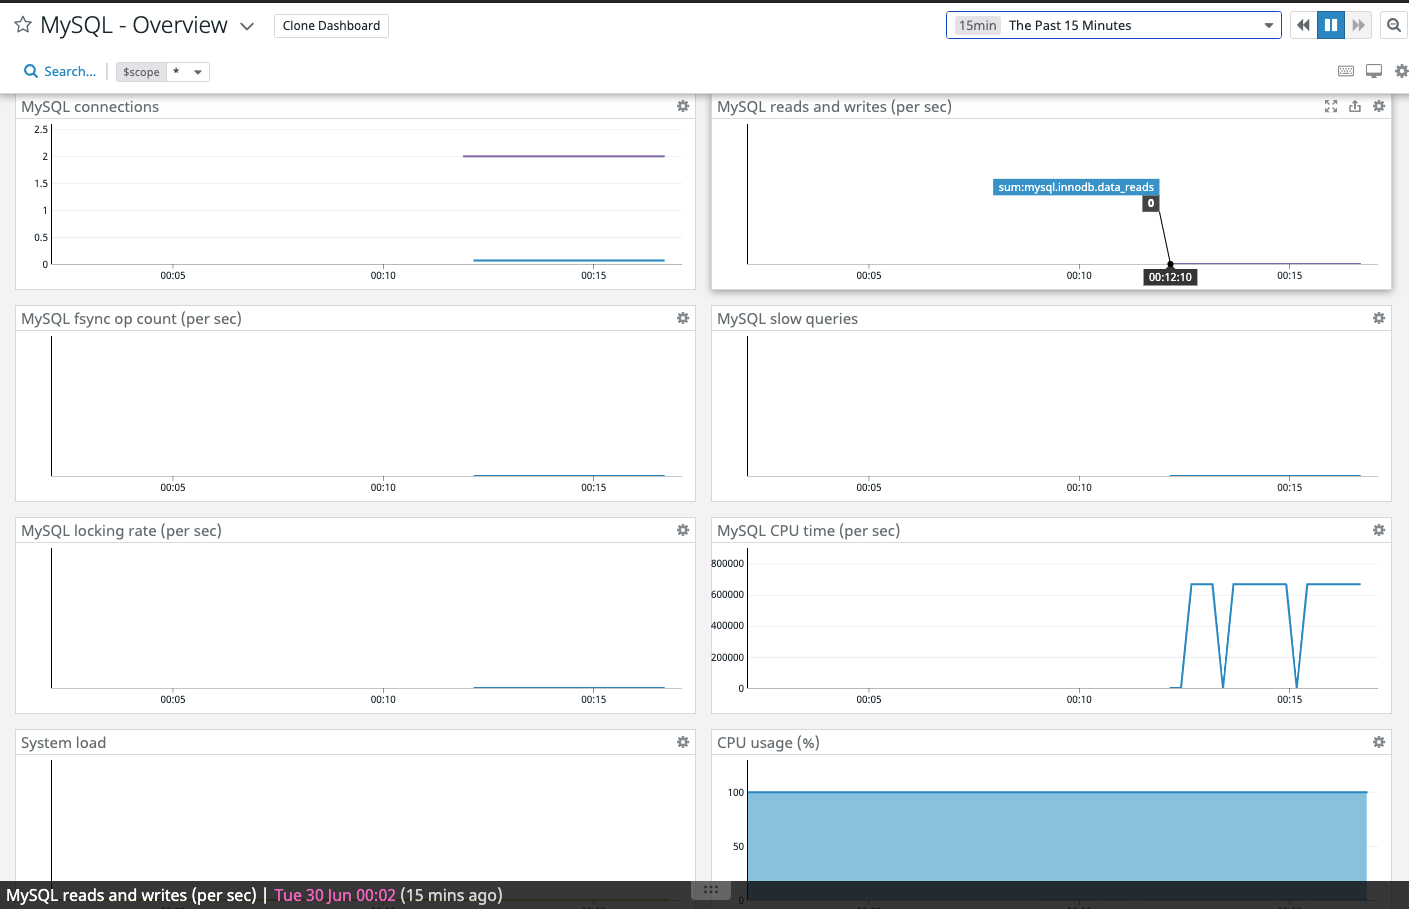 MySQL - Overview
Clone Dashboard
15min The Past 15 Minutes
Search...
$scope *
MySQL connections
2.5
2
1.5
1
0.5
0
00:05 00:10 00:15
MySQL reads and writes (per sec)
sum:mysql.innodb.data_reads
0
00:05 00:10 00:15
00:12:10
MySQL fsync op count (per sec)
00:05 00:10 00:15
MySQL slow queries
00:05 00:10 00:15
MySQL locking rate (per sec)
00:05 00:10 00:15
MySQL CPU time (per sec)
800000
600000
400000
200000
0
00:05 00:10 00:15
System load
CPU usage (%)
100
50
0
MySQL reads and writes (per sec) | Tue 30 Jun 00:02 (15 mins ago)